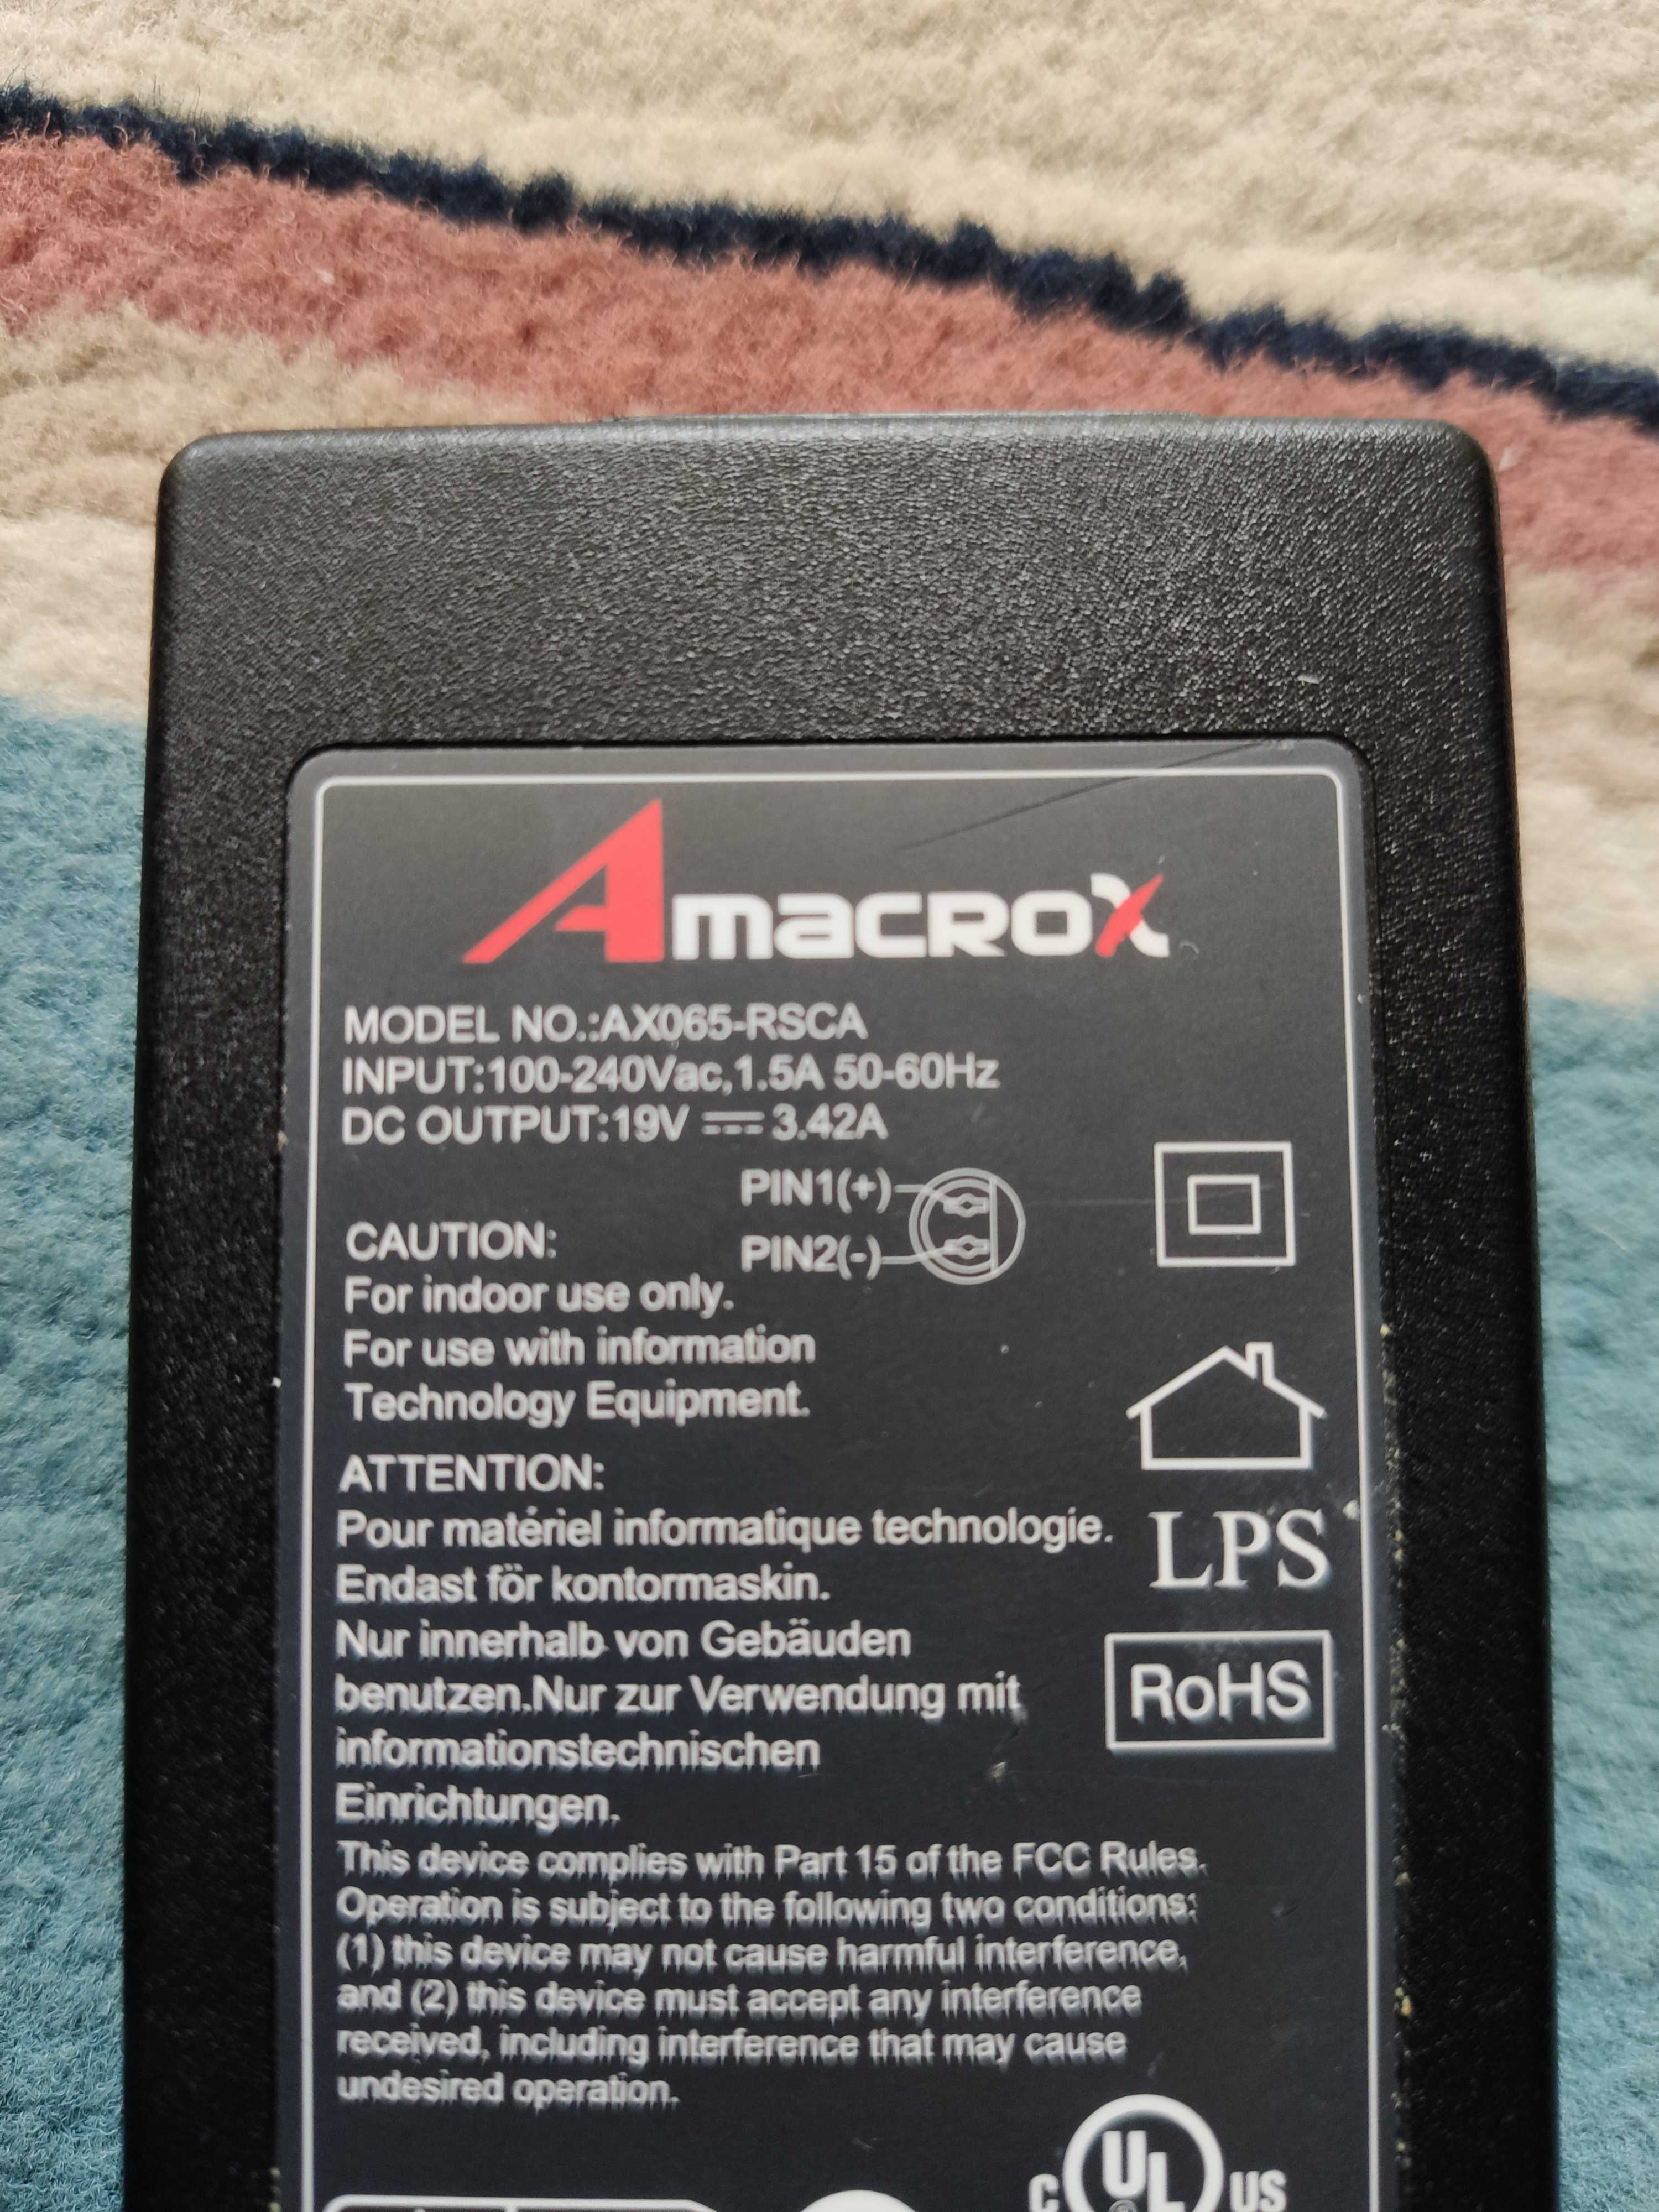 Amacrox
MODEL NO.:AX065-RSCA
INPUT:100-240Vac,1.5A 50-60Hz
DC OUTPUT:19V ⎓ 3.42A
PIN1(+)
PIN2(-)
CAUTION:
For indoor use only.
For use with information
Technology Equipment.
ATTENTION:
Pour matériel informatique technologie.
Endast för kontormaskin.
Nur innerhalb von Gebäuden
benutzen.Nur zur Verwendung mit
informationstechnischen
Einrichtungen.
LPS
RoHS
This device complies with Part 15 of the FCC Rules.
Operation is subject to the following two conditions:
(1) this device may not cause harmful interference,
and (2) this device must accept any interference
received, including interference that may cause
undesired operation.
c UL ® US